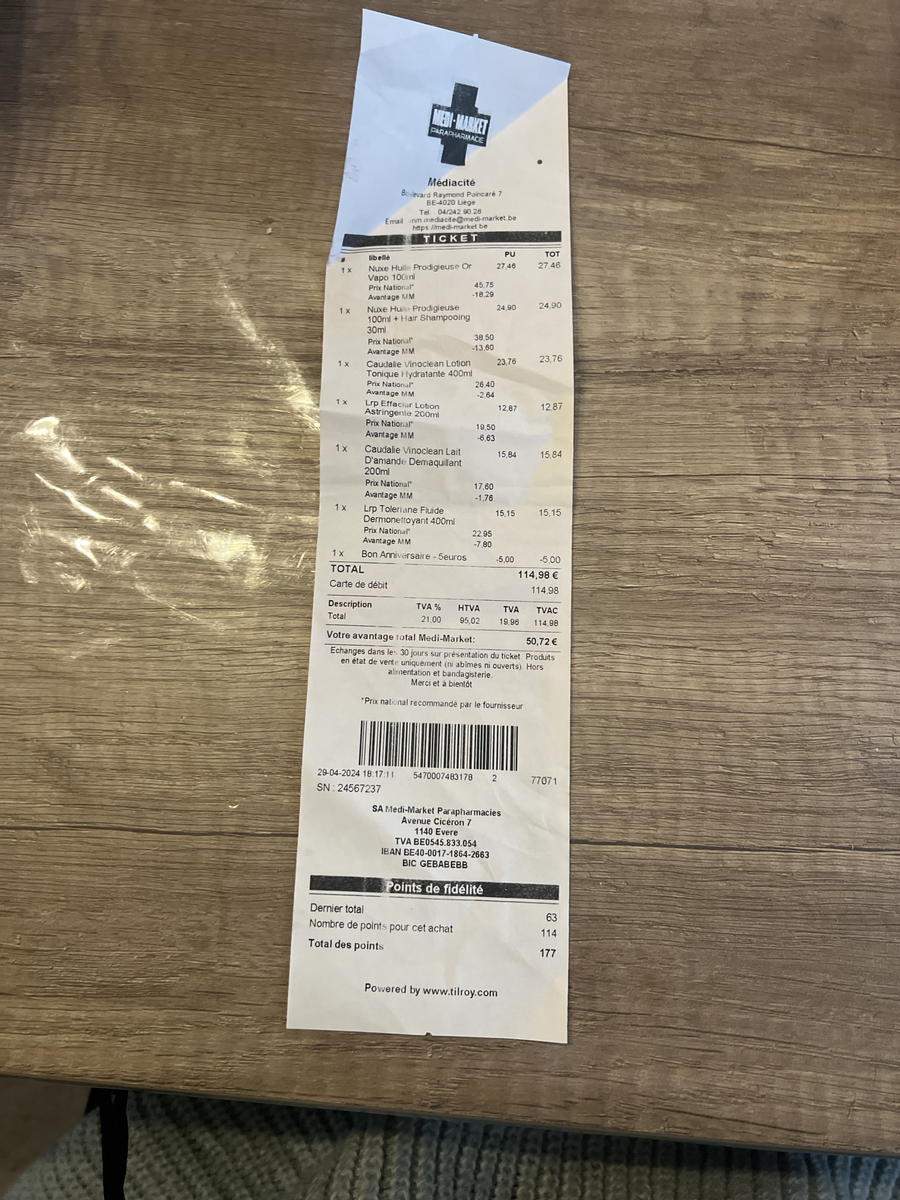 MEDI-MARKET
PARAPHARMACIE
Médiacité
Boulevard Raymond Poincaré 7
BE-4020 Liège
Tel 04/242 90 26
Email mm.mediacite@medi-market.be
https://medi-market.be
TICKET
# libellé PU TOT
1 x Nuxe Huile Prodigieuse Or 27,46 27,46
Vapo 100ml
Prix National* 45,75
Avantage MM -18,29
1 x Nuxe Huile Prodigieuse 24,90 24,90
100ml + Hair Shampooing
30ml
Prix National* 38,50
Avantage MM -13,60
1 x Caudalie Vinoclean Lotion 23,76 23,76
Tonique Hydratante 400ml
Prix National* 26,40
Avantage MM -2,64
1 x Lrp Effaclar Lotion 12,87 12,87
Astringente 200ml
Prix National* 19,50
Avantage MM -6,63
1 x Caudalie Vinoclean Lait 15,84 15,84
D'amande Demaquillant
200ml
Prix National* 17,60
Avantage MM -1,76
1 x Lrp Toleriane Fluide 15,15 15,15
Dermonettoyant 400ml
Prix National* 22,95
Avantage MM -7,80
1 x Bon Anniversaire - 5euros -5,00 -5,00
TOTAL 114,98 €
Carte de débit 114,98
Description TVA % HTVA TVA TVAC
Total 21,00 95,02 19,96 114,98
Votre avantage total Medi-Market: 50,72 €
Echanges dans les 30 jours sur présentation du ticket. Produits
en état de vente uniquement (ni abîmés ni ouverts). Hors
alimentation et bandagisterie.
Merci et à bientôt
*Prix national recommandé par le fournisseur
29-04-2024 18:17:11 5470007483178 2 77071
SN : 24567237
SA Medi-Market Parapharmacies
Avenue Cicéron 7
1140 Evere
TVA BE0545.833.054
IBAN BE40-0017-1864-2663
BIC GEBABEBB
Points de fidélité
Dernier total 63
Nombre de points pour cet achat 114
Total des points 177
Powered by www.tilroy.com